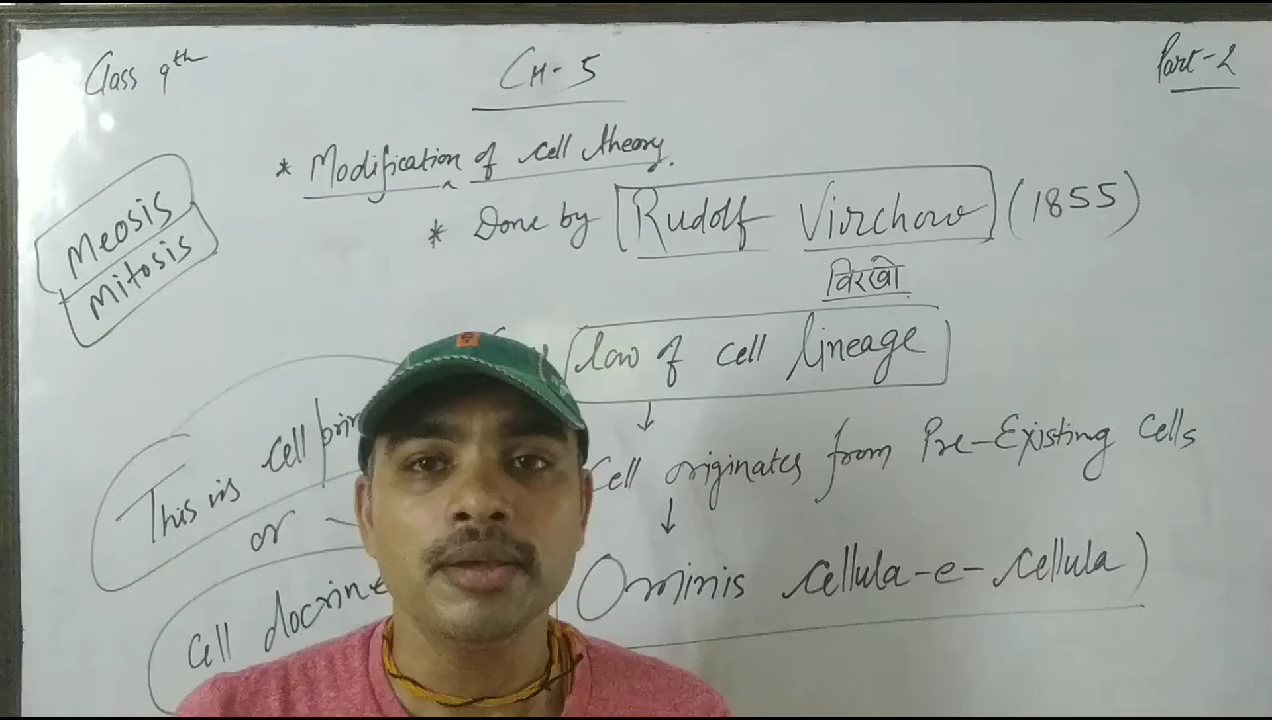 Class 9th
CH-5
Part-2
* Modification of cell theory.
* Done by Rudolf Virchow (1855)
विरखो
Meosis
Mitosis
law of cell lineage
↓
Cell originates from Pre-Existing Cells
↓
Ominis cellula-e-cellula)
This is cell
or
Cell docrine